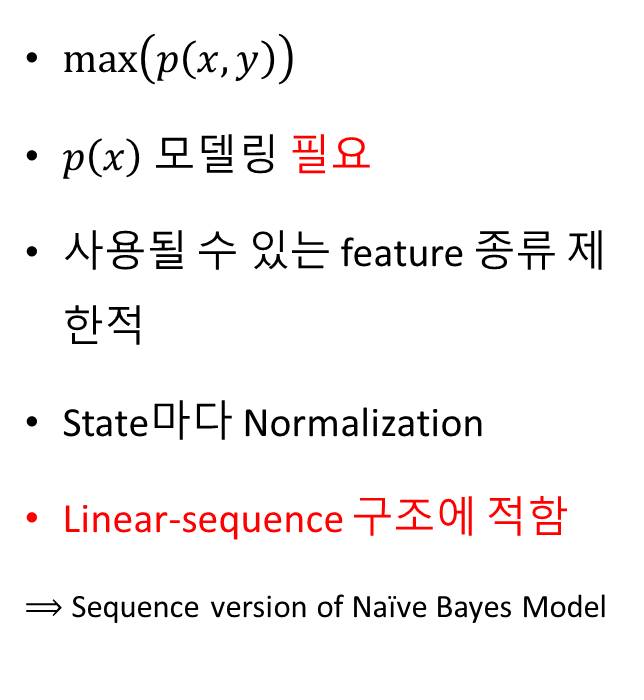 • max(p(x, y))
• p(x) 모델링 필요
• 사용될 수 있는 feature 종류 제
한적
• State마다 Normalization
• Linear-sequence 구조에 적함
⟹ Sequence version of Naïve Bayes Model